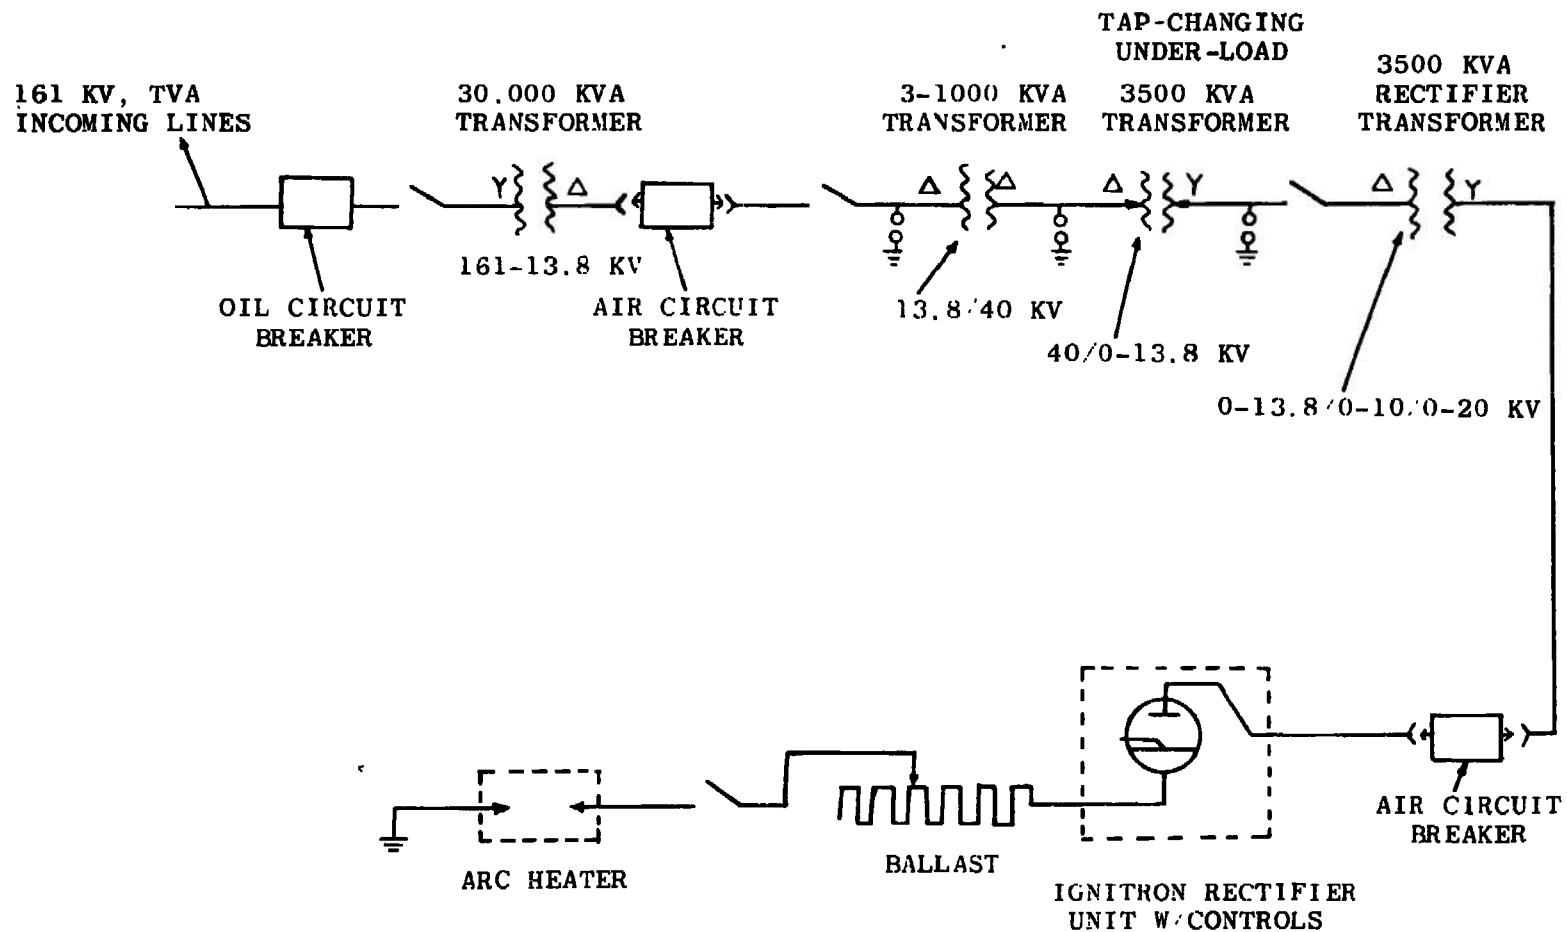 TAP-CHANGING
UNDER-LOAD
161 KV, TVA
INCOMING LINES
30.000 KVA
TRANSFORMER
3-1000 KVA
TRANSFORMER
3500 KVA
TRANSFORMER
3500 KVA
RECTIFIER
TRANSFORMER
Y
Δ
Δ
Δ
Δ
Y
Δ
Y
161-13.8 KV
OIL CIRCUIT
BREAKER
AIR CIRCUIT
BREAKER
13.8/40 KV
40/0-13.8 KV
0-13.8/0-10/0-20 KV
AIR CIRCUIT
BREAKER
ARC HEATER
BALLAST
IGNITRON RECTIFIER
UNIT W/CONTROLS